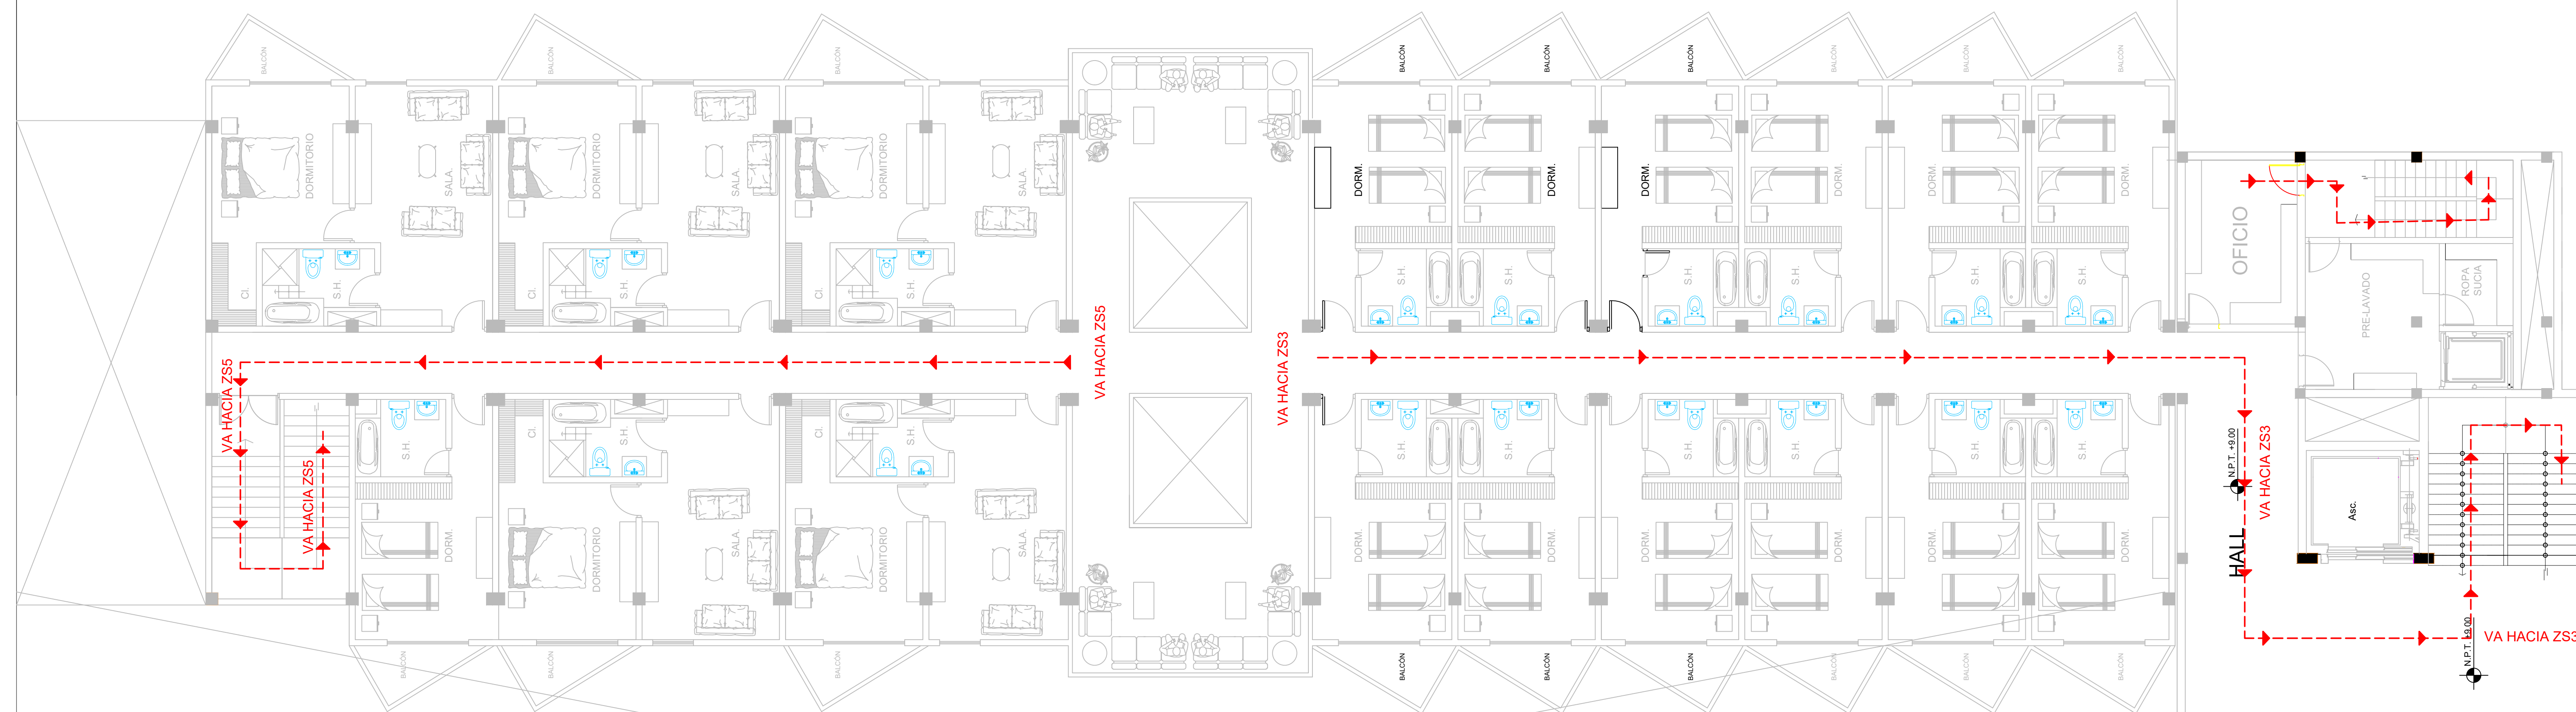 BALCÓN
BALCÓN
BALCÓN
BALCÓN
BALCÓN
BALCÓN
BALCÓN
BALCÓN
BALCÓN
DORMITORIO
SALA.
DORMITORIO
SALA.
DORMITORIO
SALA.
DORM.
DORM.
DORM.
DORM.
DORM.
DORM.
OFICIO
Cl.
S.H.
Cl.
S.H.
Cl.
S.H.
S.H.
S.H.
S.H.
S.H.
S.H.
S.H.
PRE-LAVADO
ROPA
SUCIA
VA HACIA ZS5
VA HACIA ZS5
VA HACIA ZS3
VA HACIA ZS5
S.H.
Cl.
S.H.
Cl.
S.H.
S.H.
S.H.
S.H.
S.H.
S.H.
S.H.
N.P.T. +9.00
VA HACIA ZS3
Asc.
HALL
DORM.
DORMITORIO
SALA.
DORMITORIO
SALA.
DORM.
DORM.
DORM.
DORM.
DORM.
DORM.
N.P.T. +9.00
VA HACIA ZS3
BALCÓN
BALCÓN
BALCÓN
BALCÓN
BALCÓN
BALCÓN
BALCÓN
BALCÓN
BALCÓN